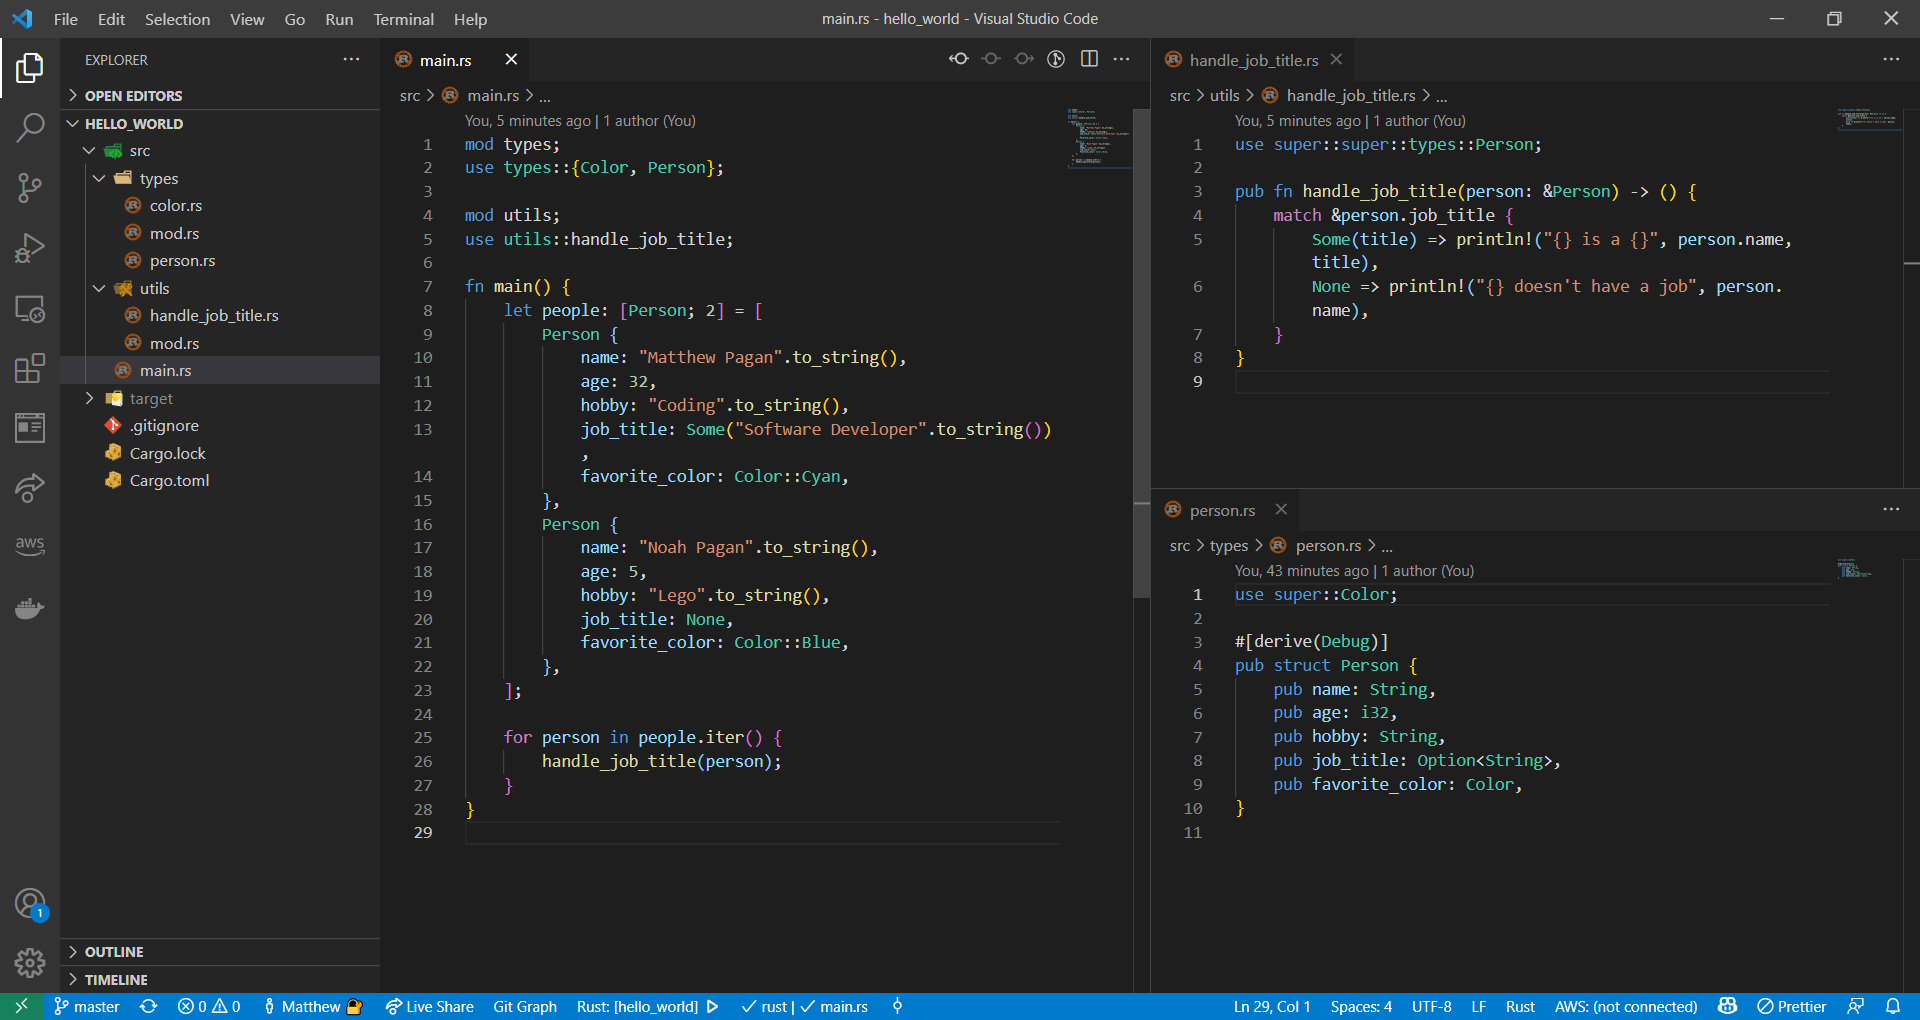 File Edit Selection View Go Run Terminal Help
main.rs - hello_world - Visual Studio Code
EXPLORER
OPEN EDITORS
HELLO_WORLD
src
types
color.rs
mod.rs
person.rs
utils
handle_job_title.rs
mod.rs
main.rs
target
.gitignore
Cargo.lock
Cargo.toml
OUTLINE
TIMELINE
aws
1
main.rs
src > main.rs > ...
You, 5 minutes ago | 1 author (You)
1 mod types;
2 use types::{Color, Person};
3
4 mod utils;
5 use utils::handle_job_title;
6
7 fn main() {
8 let people: [Person; 2] = [
9 Person {
10 name: "Matthew Pagan".to_string(),
11 age: 32,
12 hobby: "Coding".to_string(),
13 job_title: Some("Software Developer".to_string())
,
14 favorite_color: Color::Cyan,
15 },
16 Person {
17 name: "Noah Pagan".to_string(),
18 age: 5,
19 hobby: "Lego".to_string(),
20 job_title: None,
21 favorite_color: Color::Blue,
22 },
23 ];
24
25 for person in people.iter() {
26 handle_job_title(person);
27 }
28 }
29
handle_job_title.rs
src > utils > handle_job_title.rs > ...
You, 5 minutes ago | 1 author (You)
1 use super::super::types::Person;
2
3 pub fn handle_job_title(person: &Person) -> () {
4 match &person.job_title {
5 Some(title) => println!("{} is a {}", person.name,
title),
6 None => println!("{} doesn't have a job", person.
name),
7 }
8 }
9
person.rs
src > types > person.rs > ...
You, 43 minutes ago | 1 author (You)
1 use super::Color;
2
3 #[derive(Debug)]
4 pub struct Person {
5 pub name: String,
6 pub age: i32,
7 pub hobby: String,
8 pub job_title: Option<String>,
9 pub favorite_color: Color,
10 }
11
master 0 0 Matthew Live Share Git Graph Rust: [hello_world] rust | main.rs Ln 29, Col 1 Spaces: 4 UTF-8 LF Rust AWS: (not connected) Prettier